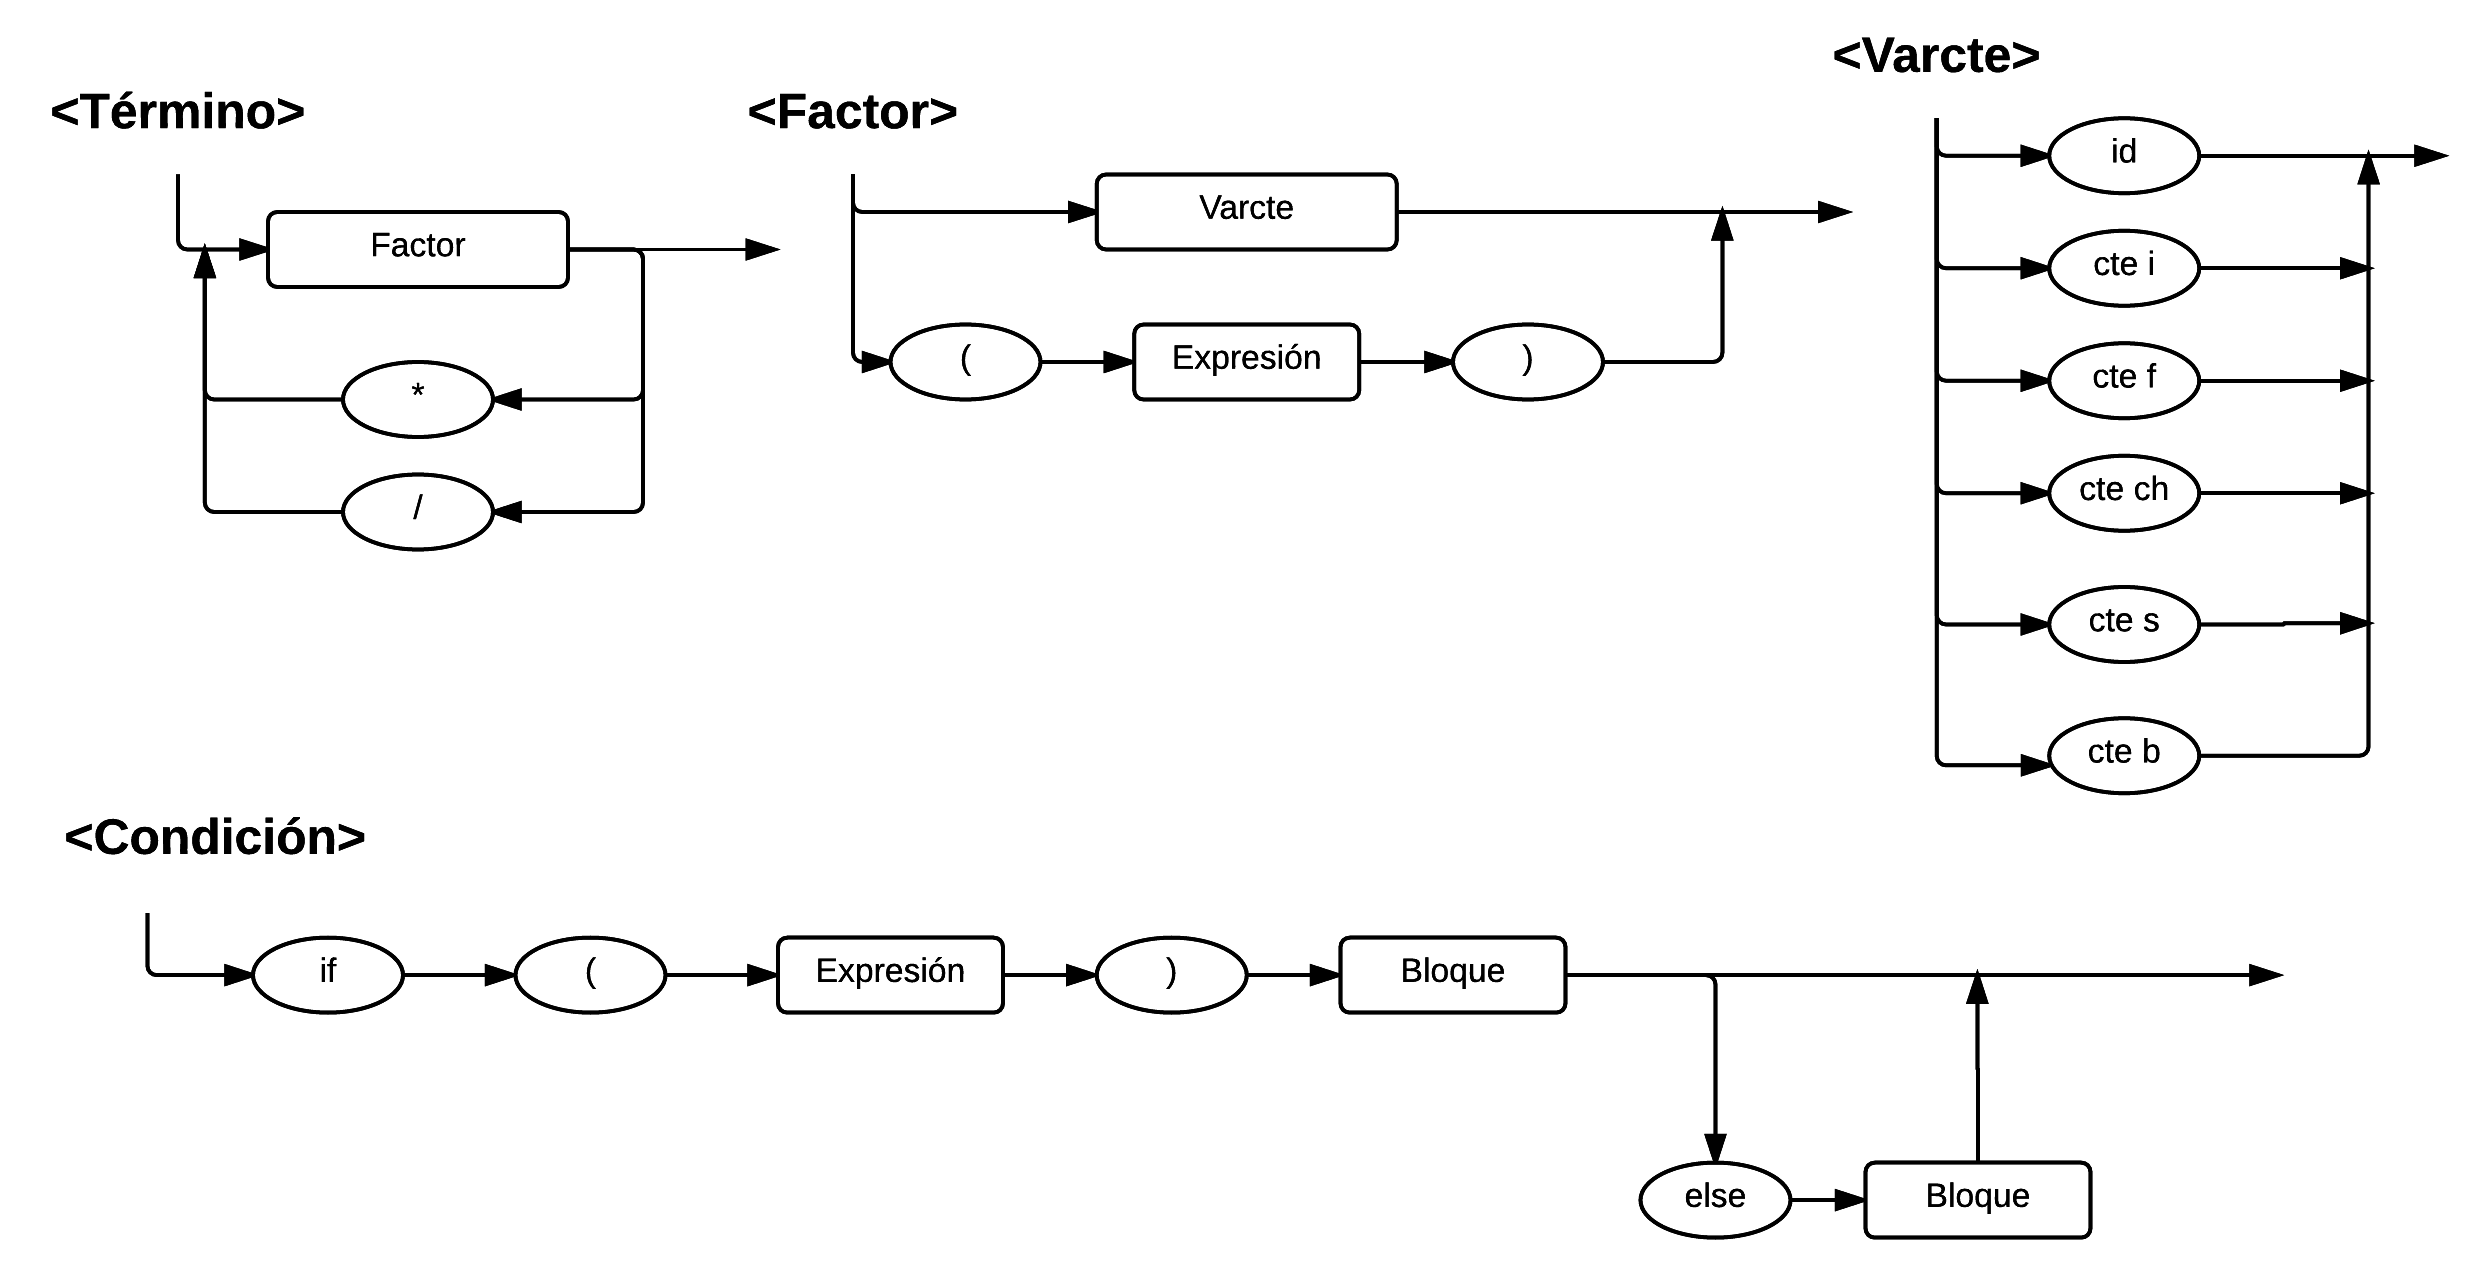 <Término>
Factor
*
/
<Factor>
Varcte
( Expresión )
<Varcte>
id
cte i
cte f
cte ch
cte s
cte b
<Condición>
if ( Expresión ) Bloque
else Bloque